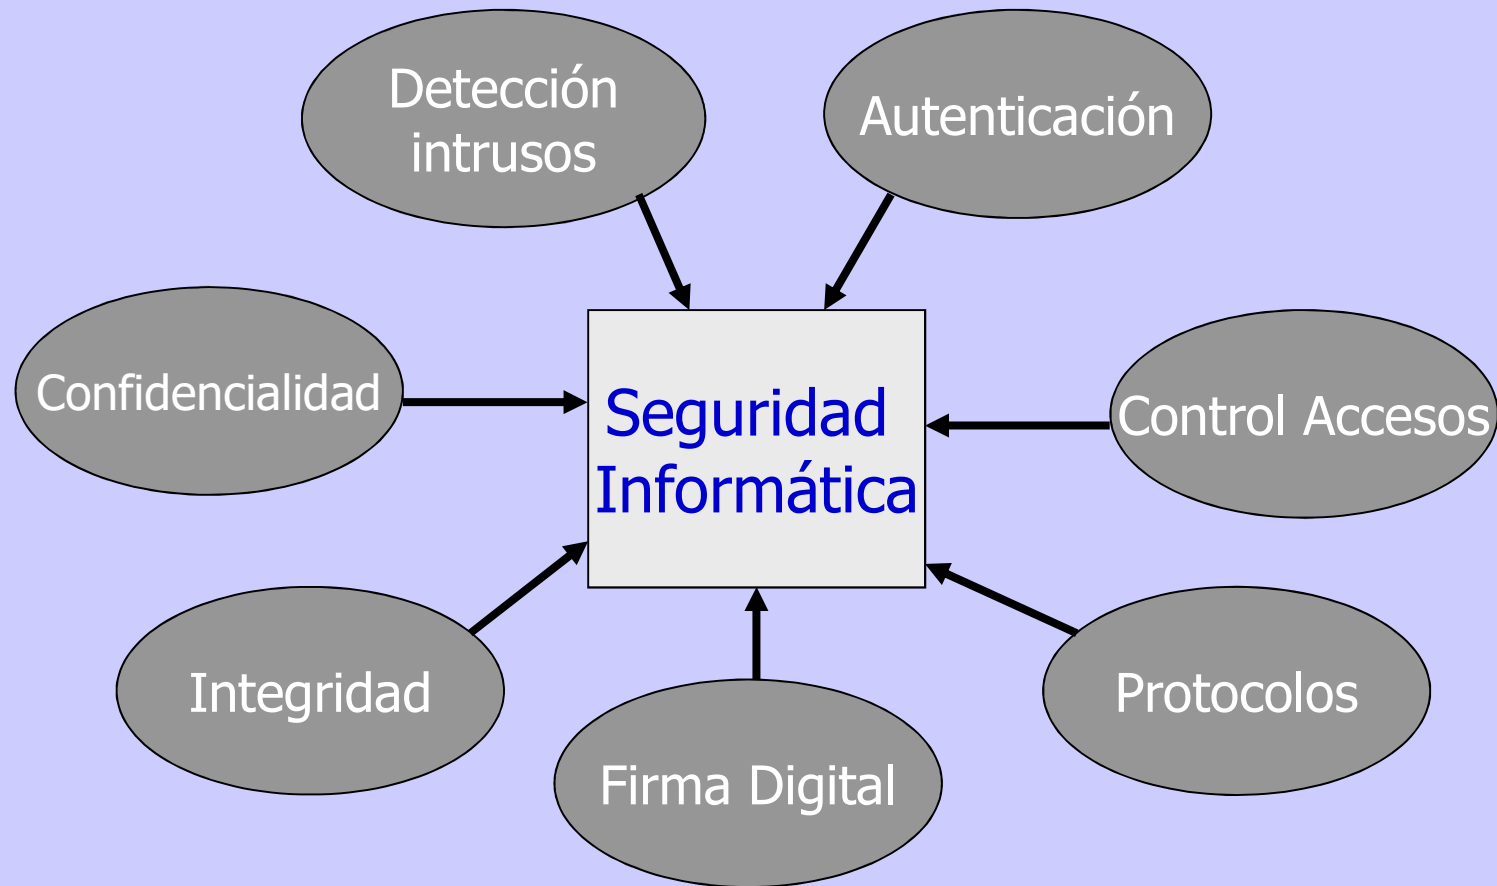 Detección
intrusos
Autenticación
Confidencialidad
Seguridad
Informática
Control Accesos
Integridad
Protocolos
Firma Digital